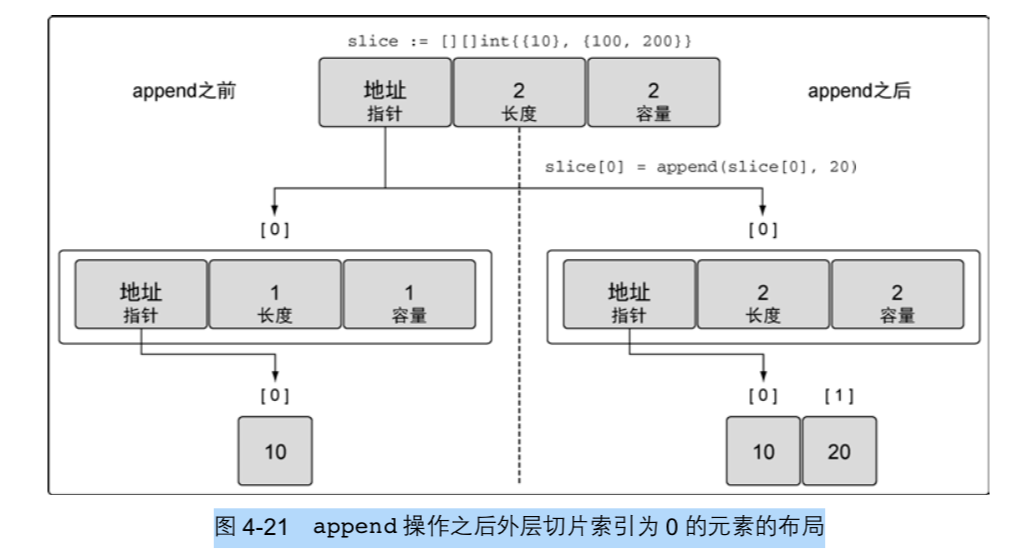 slice := [][]int{{10}, {100, 200}}
append之前
地址 2 2
指针 长度 容量
append之后
slice[0] = append(slice[0], 20)
[0] [0]
地址 1 1 地址 2 2
指针 长度 容量 指针 长度 容量
[0] [0] [1]
10 10 20
图 4-21 append 操作之后外层切片索引为 0 的元素的布局